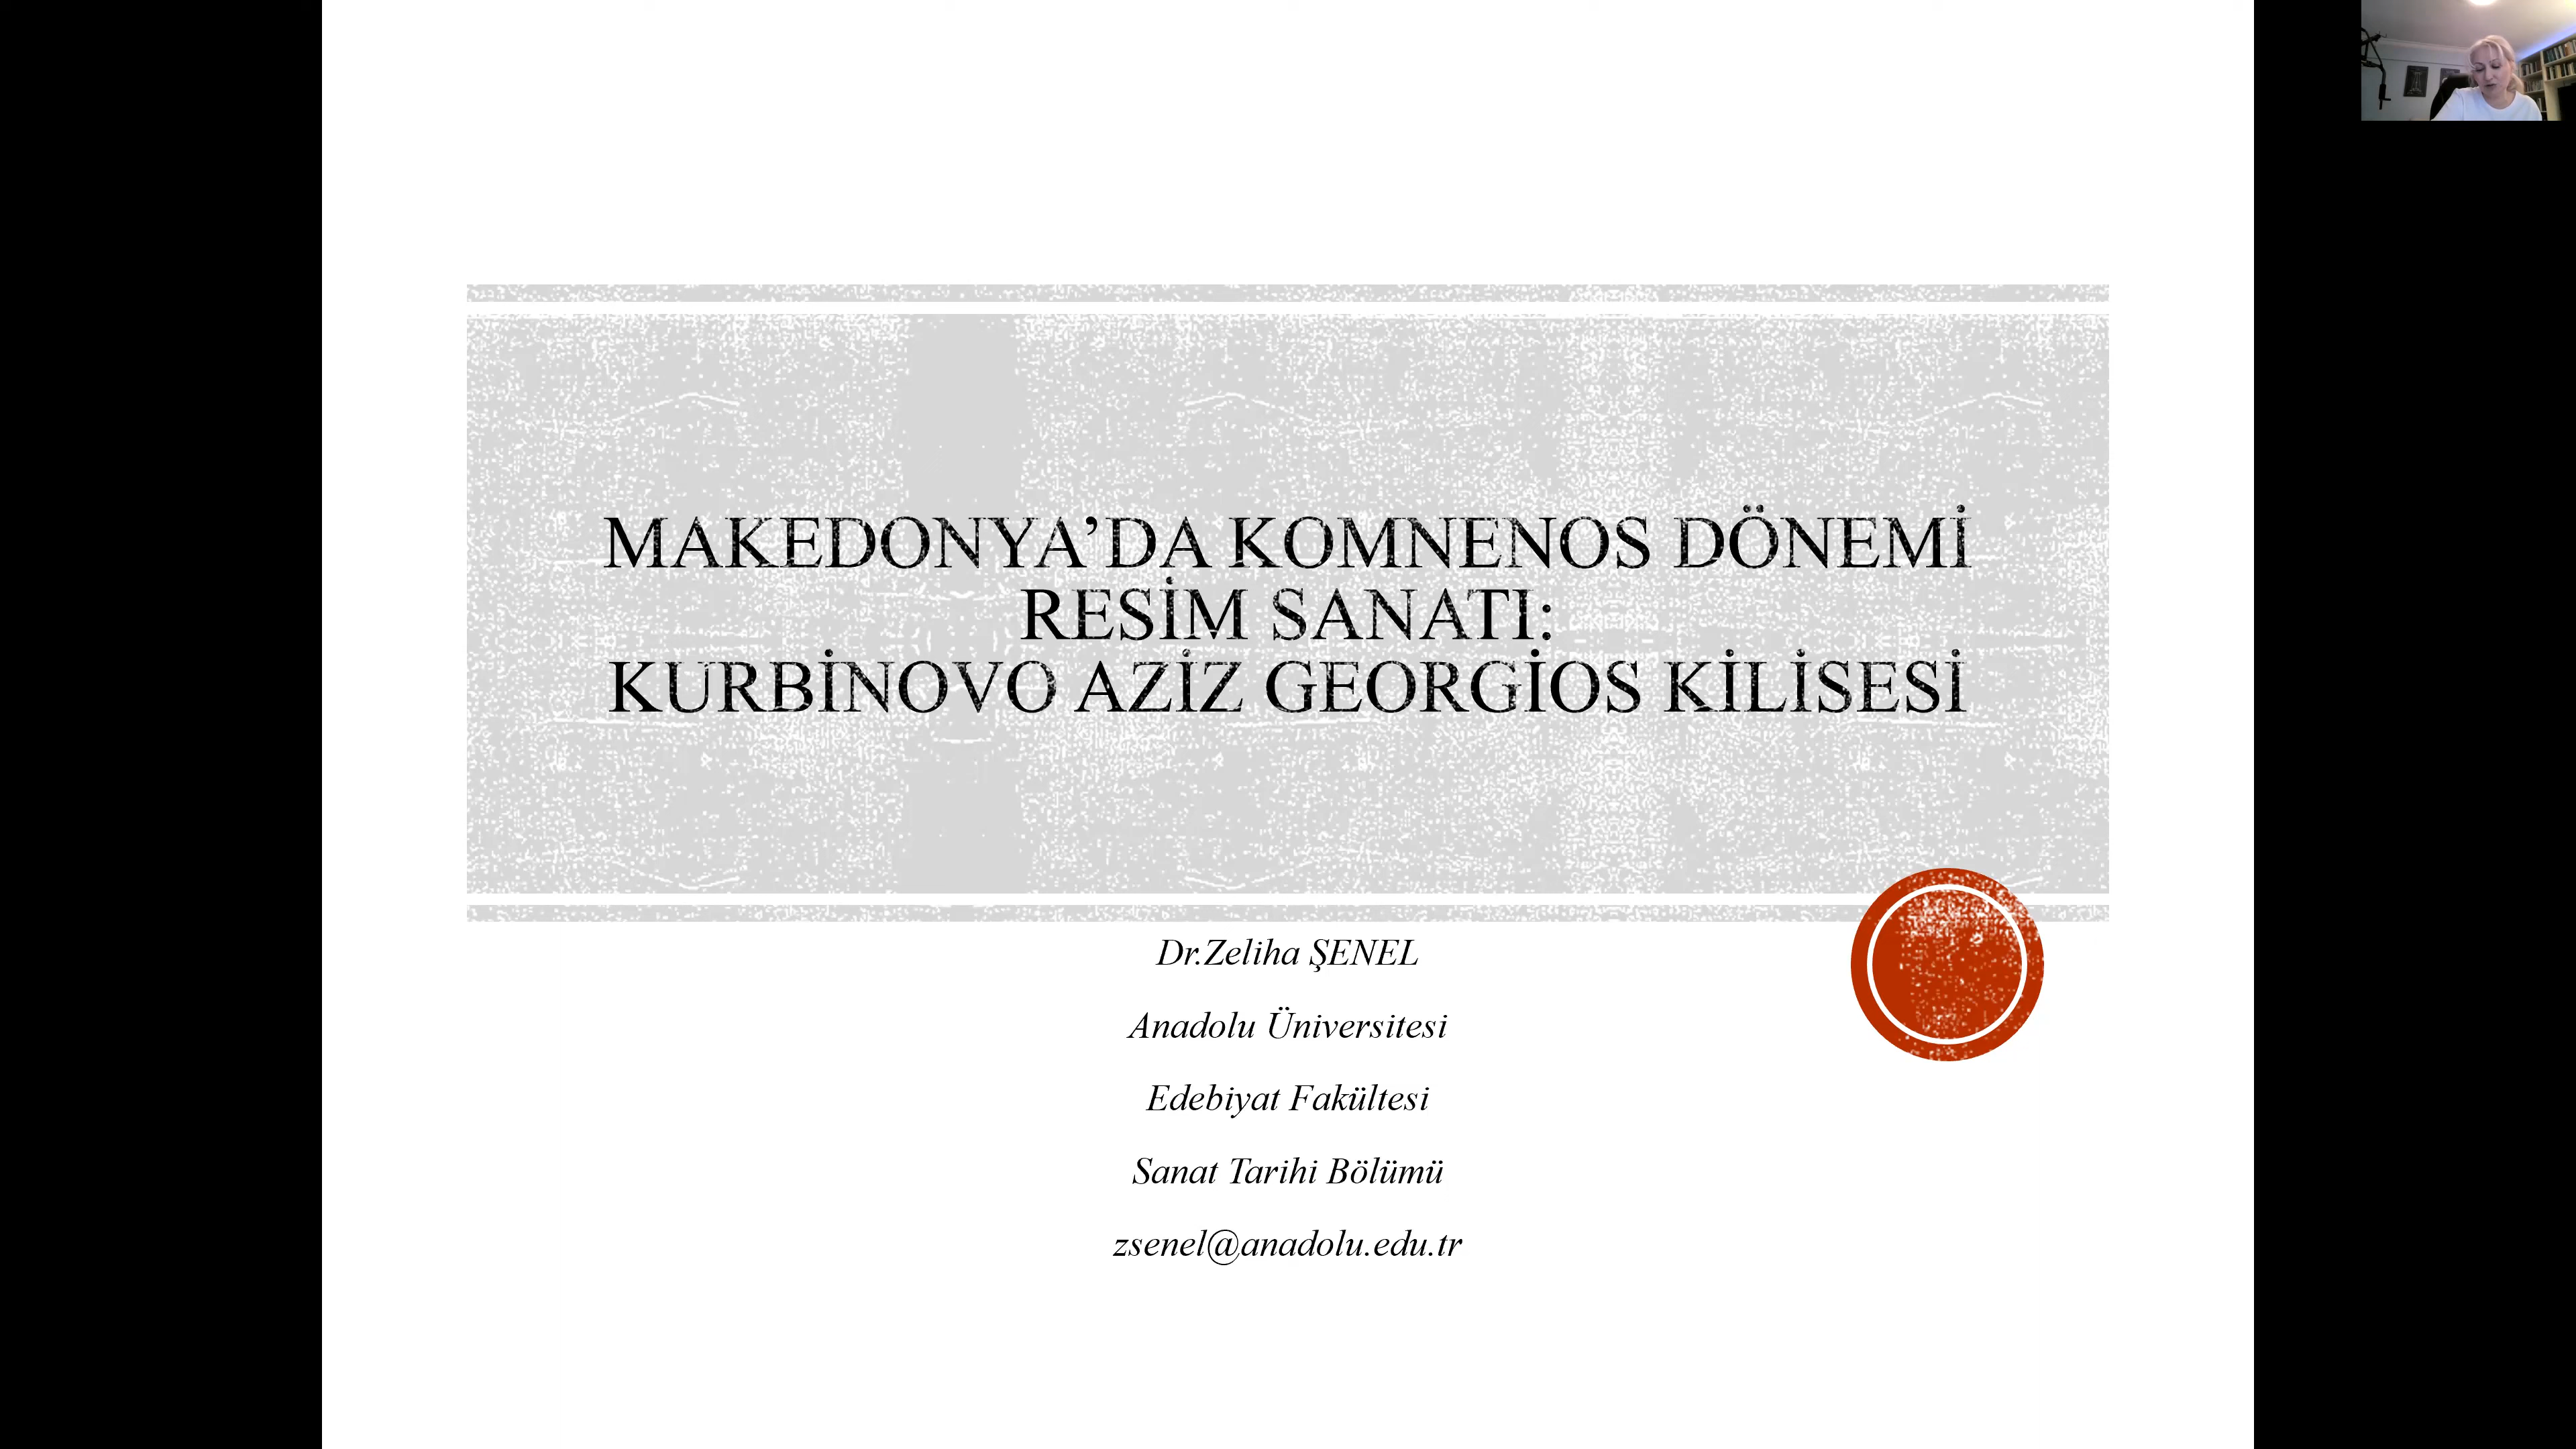 MAKEDONYA’DA KOMNENOS DÖNEMİ
RESİM SANATI:
KURBİNOVO AZİZ GEORGİOS KİLİSESİ
Dr.Zeliha ŞENEL
Anadolu Üniversitesi
Edebiyat Fakültesi
Sanat Tarihi Bölümü
zsenel@anadolu.edu.tr